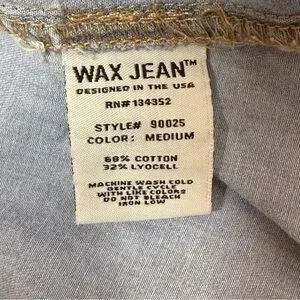 WAX JEAN™
DESIGNED IN THE USA
RN# 134352
STYLE# 90025
COLOR: MEDIUM
68% COTTON
32% LYOCELL
MACHINE WASH COLD
GENTLE CYCLE
WITH LIKE COLORS
DO NOT BLEACH
IRON LOW